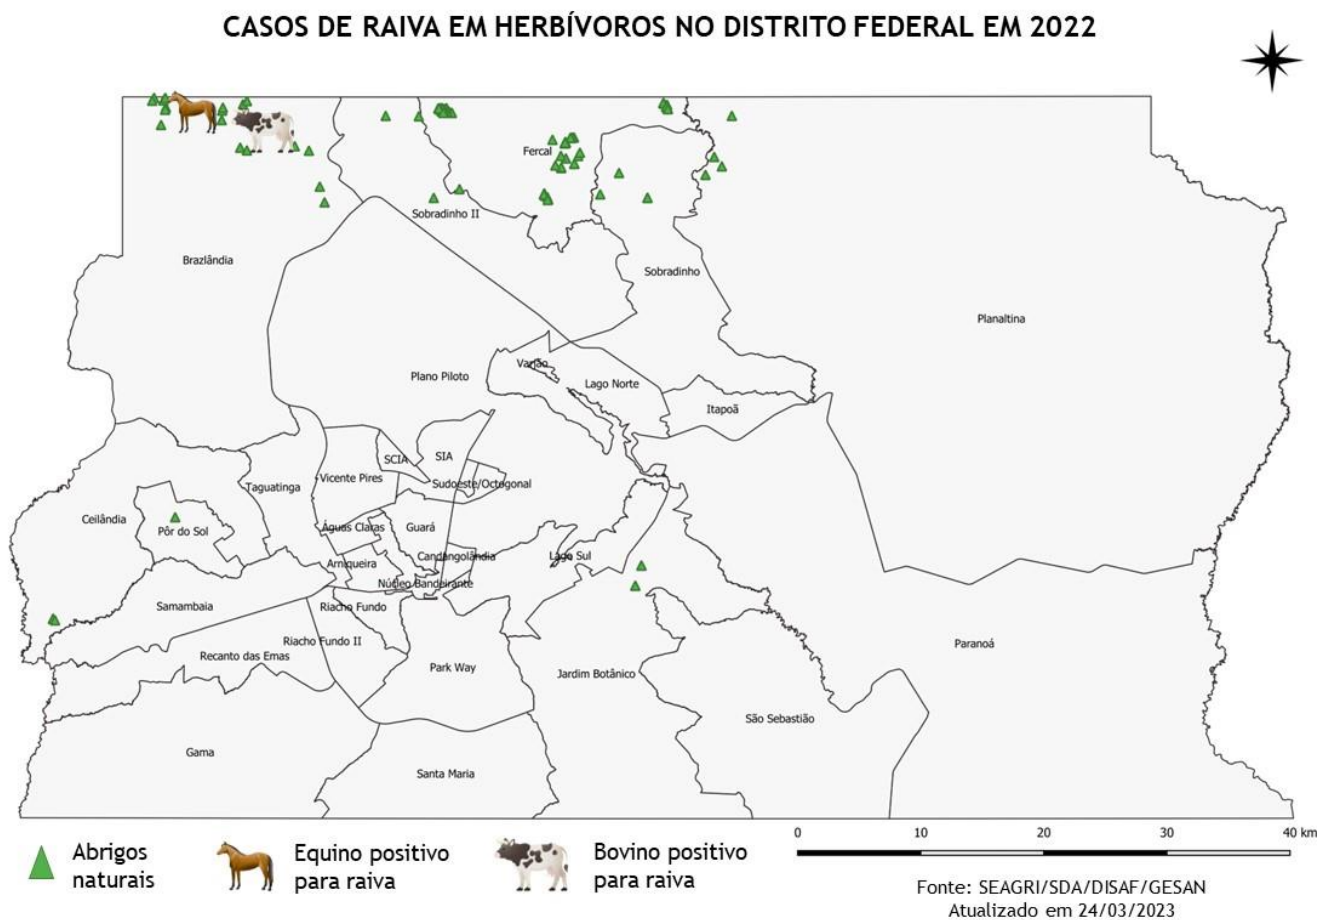 CASOS DE RAIVA EM HERBÍVOROS NO DISTRITO FEDERAL EM 2022
Fercal
Sobradinho II
Brazlândia
Sobradinho
Planaltina
Varjão
Plano Piloto
Lago Norte
Itapoã
SCIA
SIA
Vicente Pires
Sudoeste/Octogonal
Taguatinga
Ceilândia
Pôr do Sol
Águas Claras
Guará
Candangolândia
Lago Sul
Arniqueira
Núcleo Bandeirante
Samambaia
Riacho Fundo
Riacho Fundo II
Recanto das Emas
Park Way
Jardim Botânico
Paranoá
São Sebastião
Gama
Santa Maria
0 10 20 30 40 km
Abrigos
naturais
Equino positivo
para raiva
Bovino positivo
para raiva
Fonte: SEAGRI/SDA/DISAF/GESAN
Atualizado em 24/03/2023